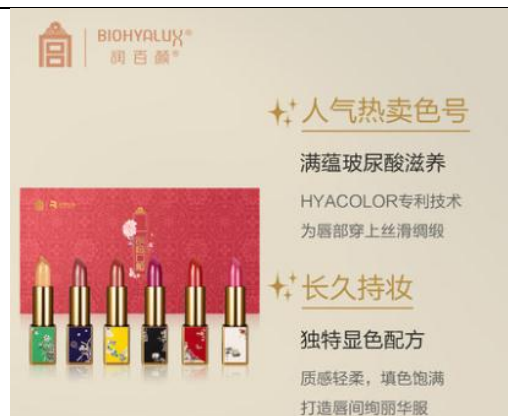 BIOHYALUX®
润百颜®
人气热卖色号
满蕴玻尿酸滋养
HYACOLOR专利技术
为唇部穿上丝滑绸缎
长久持妆
独特显色配方
质感轻柔，填色饱满
打造唇间绚丽华服